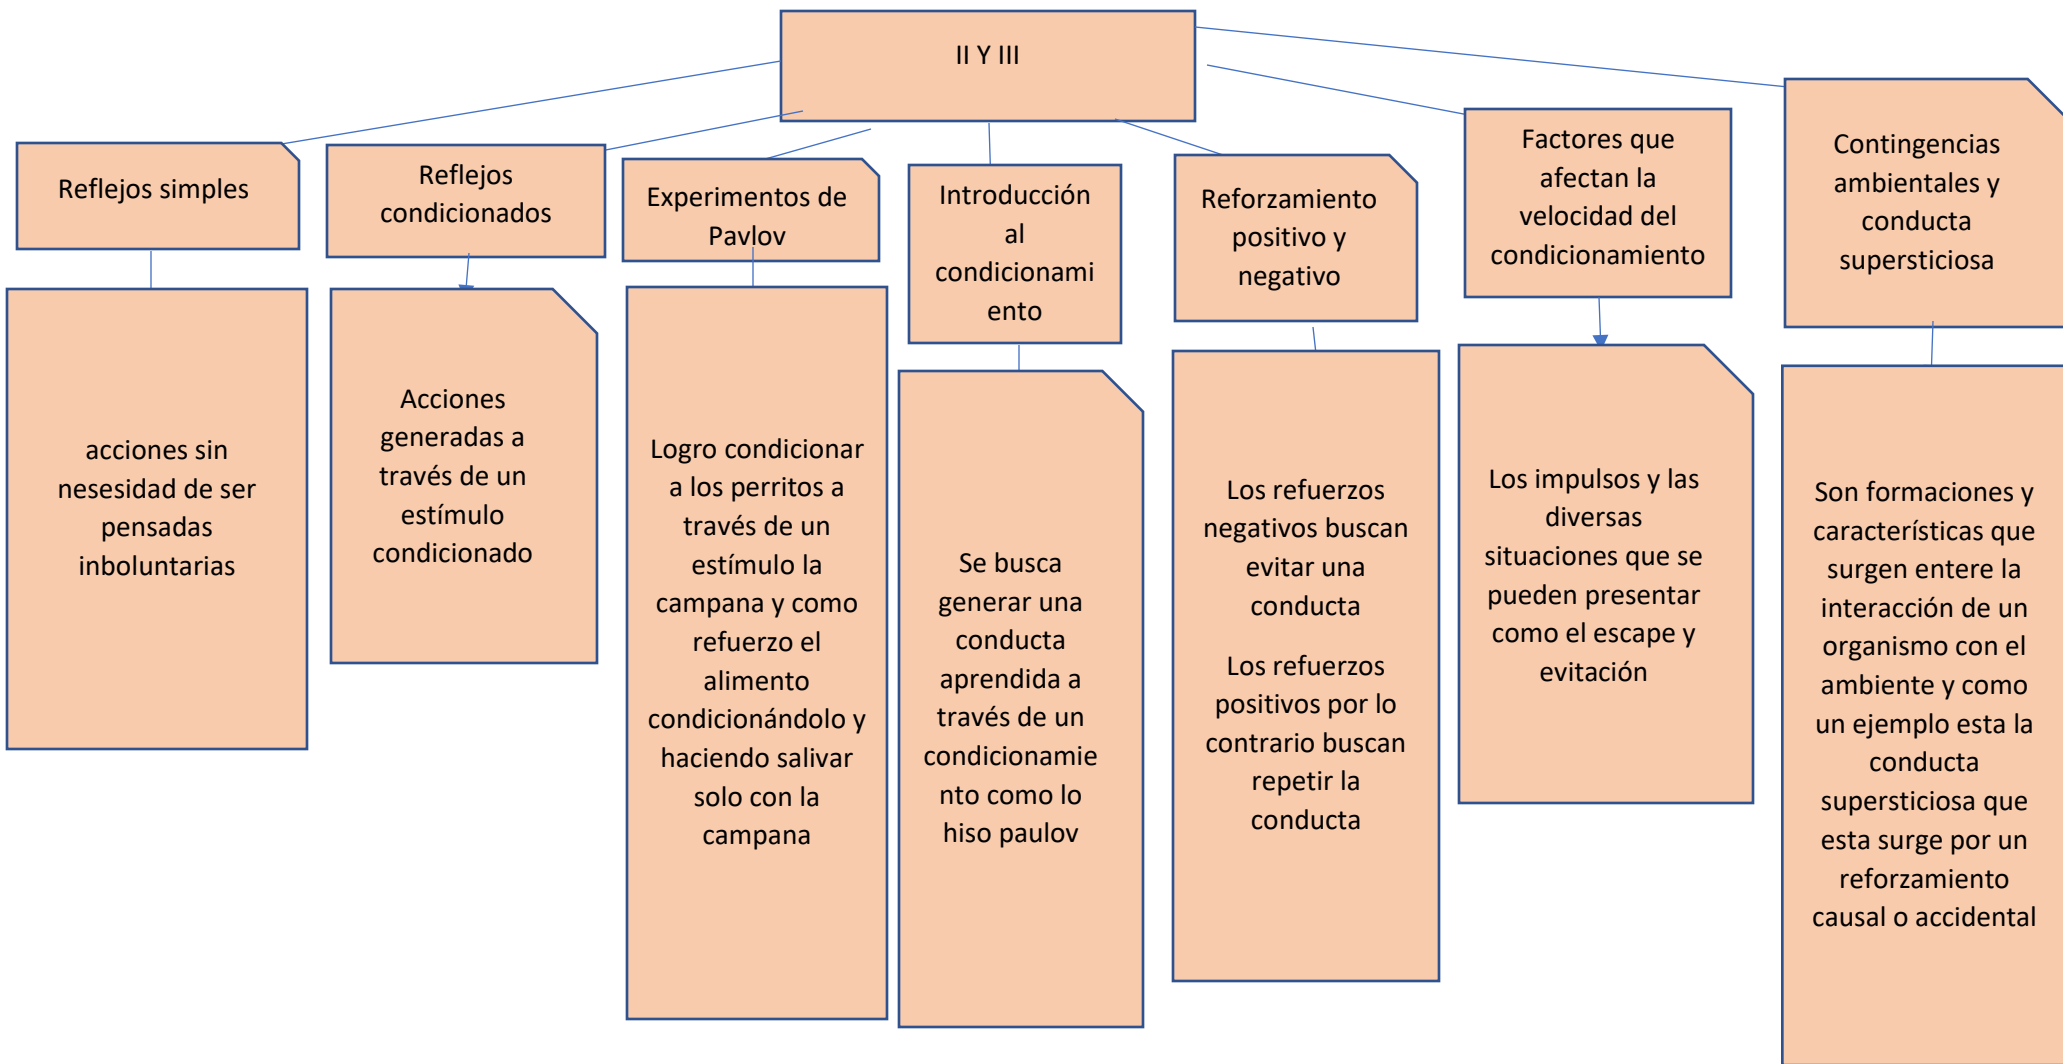 II Y III
Reflejos simples
Reflejos
condicionados
Experimentos de
Pavlov
Introducción
al
condicionami
ento
Reforzamiento
positivo y
negativo
Factores que
afectan la
velocidad del
condicionamiento
Contingencias
ambientales y
conducta
supersticiosa
acciones sin
nesesidad de ser
pensadas
inboluntarias
Acciones
generadas a
través de un
estímulo
condicionado
Logro condicionar
a los perritos a
través de un
estímulo la
campana y como
refuerzo el
alimento
condicionándolo y
haciendo salivar
solo con la
campana
Se busca
generar una
conducta
aprendida a
través de un
condicionamie
nto como lo
hiso paulov
Los refuerzos
negativos buscan
evitar una
conducta
Los refuerzos
positivos por lo
contrario buscan
repetir la
conducta
Los impulsos y las
diversas
situaciones que se
pueden presentar
como el escape y
evitación
Son formaciones y
características que
surgen entere la
interacción de un
organismo con el
ambiente y como
un ejemplo esta la
conducta
supersticiosa que
esta surge por un
reforzamiento
causal o accidental